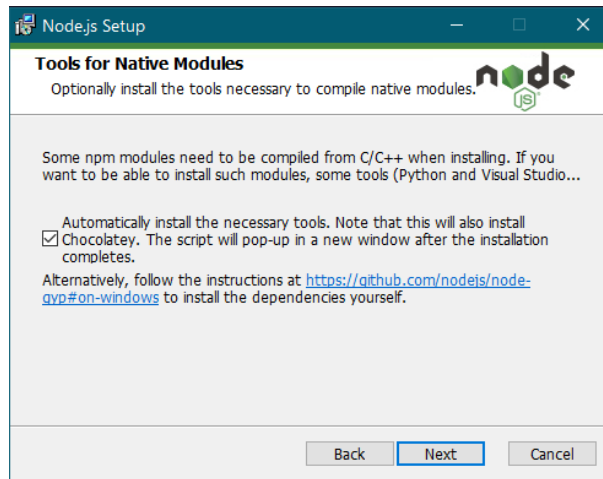 Node.js Setup
Tools for Native Modules
Optionally install the tools necessary to compile native modules.
node
JS
Some npm modules need to be compiled from C/C++ when installing. If you
want to be able to install such modules, some tools (Python and Visual Studio...
Automatically install the necessary tools. Note that this will also install
Chocolatey. The script will pop-up in a new window after the installation
completes.
Alternatively, follow the instructions at https://github.com/nodejs/node-
gyp#on-windows to install the dependencies yourself.
Back Next Cancel